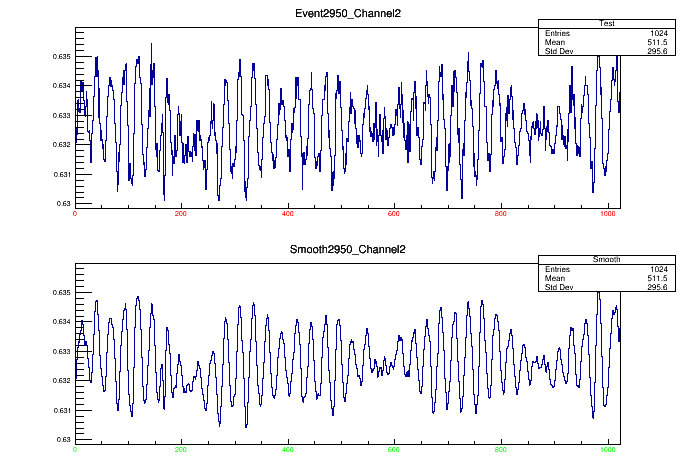 Event2950_Channel2
Test
Entries 1024
Mean 511.5
Std Dev 295.6
0.635
0.634
0.633
0.632
0.631
0.63
0 200 400 600 800 1000
Smooth2950_Channel2
Smooth
Entries 1024
Mean 511.5
Std Dev 295.6
0.635
0.634
0.633
0.632
0.631
0.63
0 200 400 600 800 1000